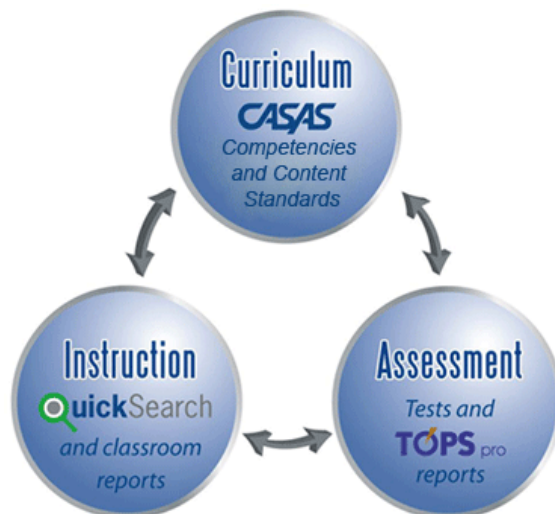 Curriculum
CASAS
Competencies
and Content
Standards
Instruction
QuickSearch
and classroom
reports
Assessment
Tests and
TOPS pro
reports